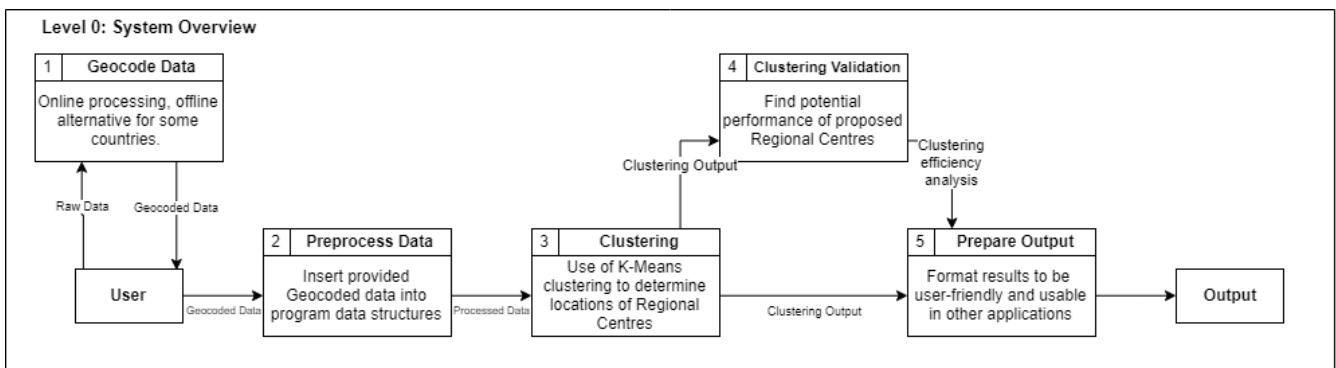 Level 0: System Overview
1
Geocode Data
Online processing, offline
alternative for some
countries.
Raw Data
Geocoded Data
User
Geocoded Data
2
Preprocess Data
Insert provided
Geocoded data into
program data structures
Processed Data
3
Clustering
Use of K-Means
clustering to determine
locations of Regional
Centres
Clustering Output
4
Clustering Validation
Find potential
performance of proposed
Regional Centres
Clustering
efficiency
analysis
Clustering Output
5
Prepare Output
Format results to be
user-friendly and usable
in other applications
Output